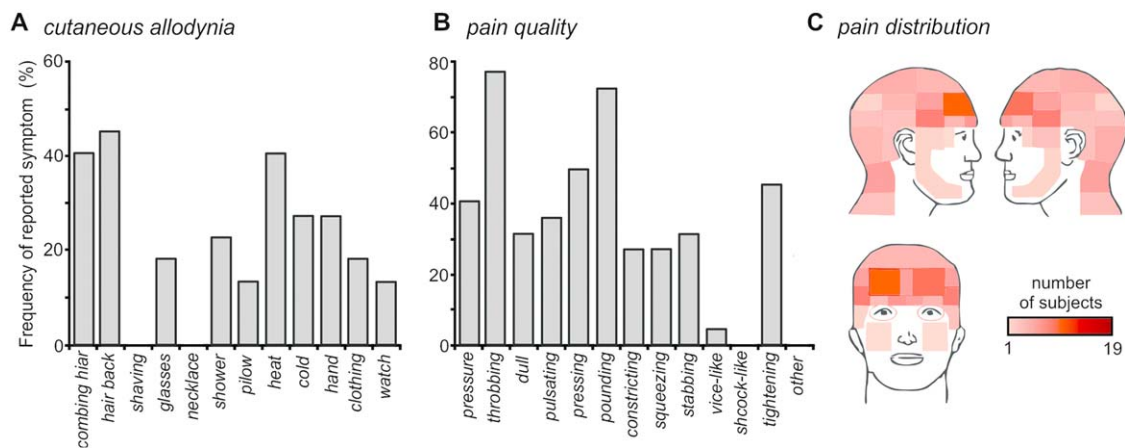 A cutaneous allodynia
Frequency of reported symptom (%)
60
40
20
0
combing hiar
hair back
shaving
glasses
necklace
shower
pilow
heat
cold
hand
clothing
watch
B pain quality
80
60
40
20
0
pressure
throbbing
dull
pulsating
pressing
pounding
constricting
squeezing
stabbing
vice-like
shcock-like
tightening
other
C pain distribution
number
of subjects
1 19